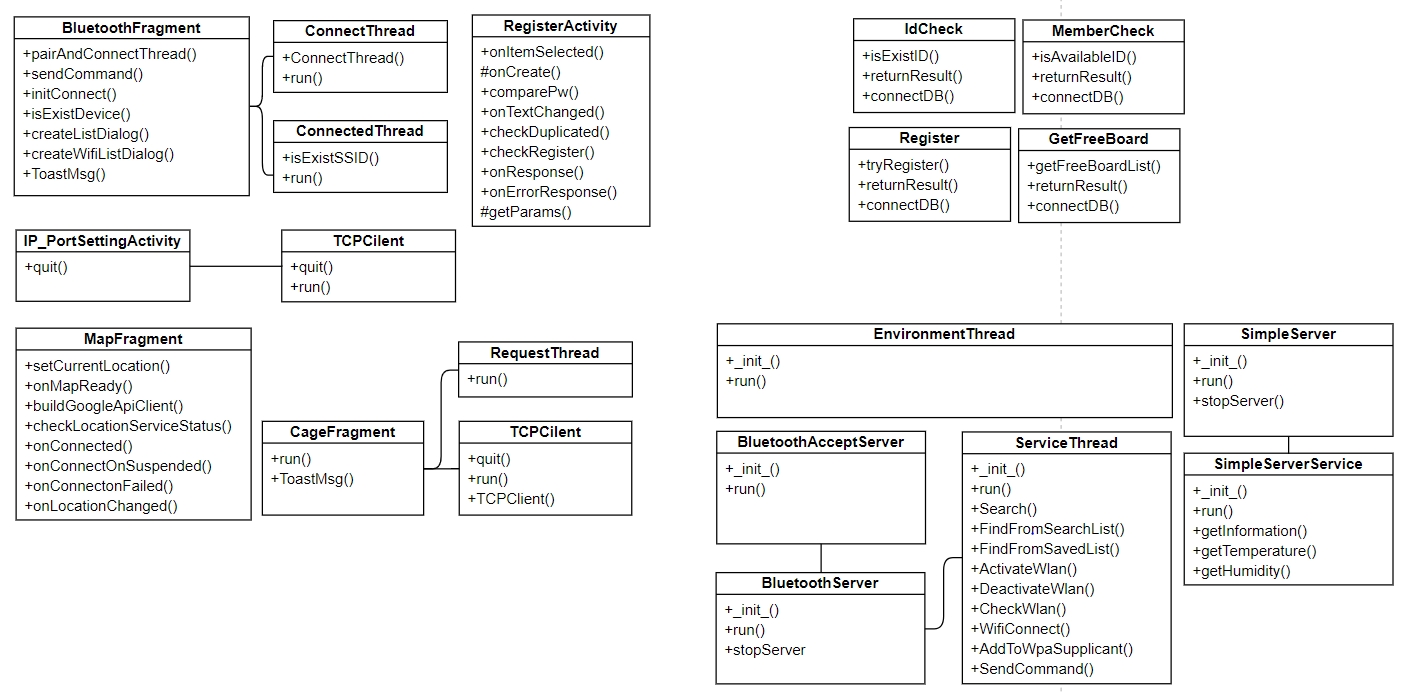 BluetoothFragment
+pairAndConnectThread()
+sendCommand()
+initConnect()
+isExistDevice()
+createListDialog()
+createWifiListDialog()
+ToastMsg()
ConnectThread
+ConnectThread()
+run()
ConnectedThread
+isExistSSID()
+run()
RegisterActivity
+onItemSelected()
#onCreate()
+comparePw()
+onTextChanged()
+checkDuplicated()
+checkRegister()
+onResponse()
+onErrorResponse()
#getParams()
IP_PortSettingActivity
+quit()
TCPCilent
+quit()
+run()
MapFragment
+setCurrentLocation()
+onMapReady()
+buildGoogleApiClient()
+checkLocationServiceStatus()
+onConnected()
+onConnectOnSuspended()
+onConnectonFailed()
+onLocationChanged()
CageFragment
+run()
+ToastMsg()
RequestThread
+run()
TCPCilent
+quit()
+run()
+TCPClient()
IdCheck
+isExistID()
+returnResult()
+connectDB()
MemberCheck
+isAvailableID()
+returnResult()
+connectDB()
Register
+tryRegister()
+returnResult()
+connectDB()
GetFreeBoard
+getFreeBoardList()
+returnResult()
+connectDB()
EnvironmentThread
+_init_()
+run()
SimpleServer
+_init_()
+run()
+stopServer()
BluetoothAcceptServer
+_init_()
+run()
BluetoothServer
+_init_()
+run()
+stopServer
ServiceThread
+_init_()
+run()
+Search()
+FindFromSearchList()
+FindFromSavedList()
+ActivateWlan()
+DeactivateWlan()
+CheckWlan()
+WifiConnect()
+AddToWpaSupplicant()
+SendCommand()
SimpleServerService
+_init_()
+run()
+getInformation()
+getTemperature()
+getHumidity()